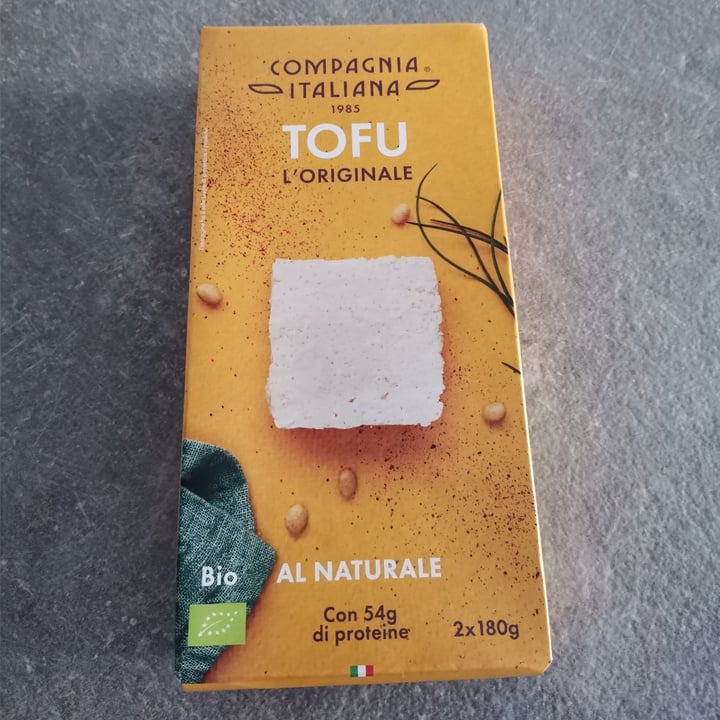 COMPAGNIA®
ITALIANA
1985
TOFU
L'ORIGINALE
Bio
AL NATURALE
Con 54g
di proteine
2x180g